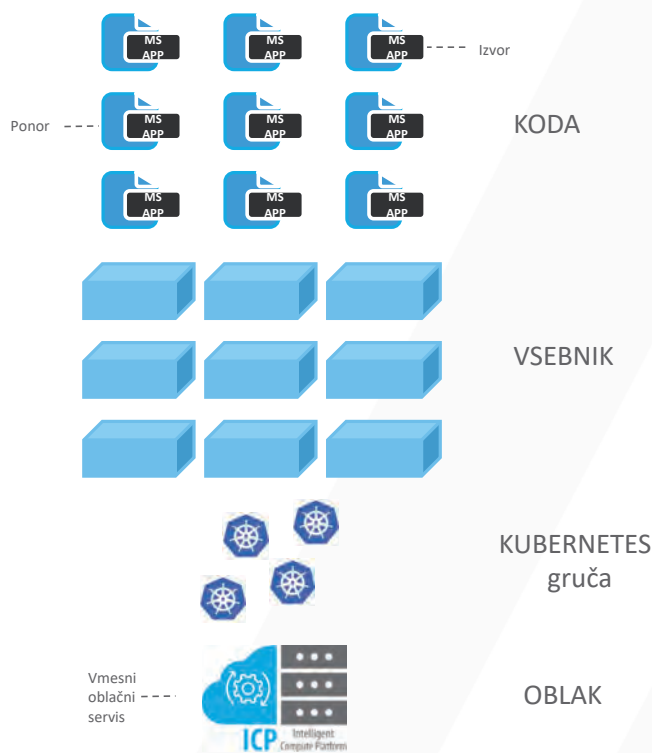 MS
APP
MS
APP
MS
APP
Izvor
Ponor
MS
APP
MS
APP
MS
APP
KODA
MS
APP
MS
APP
MS
APP
VSEBNIK
KUBERNETES
gruča
Vmesni
oblačni
servis
ICP
Intelligent
Compute Platform
OBLAK